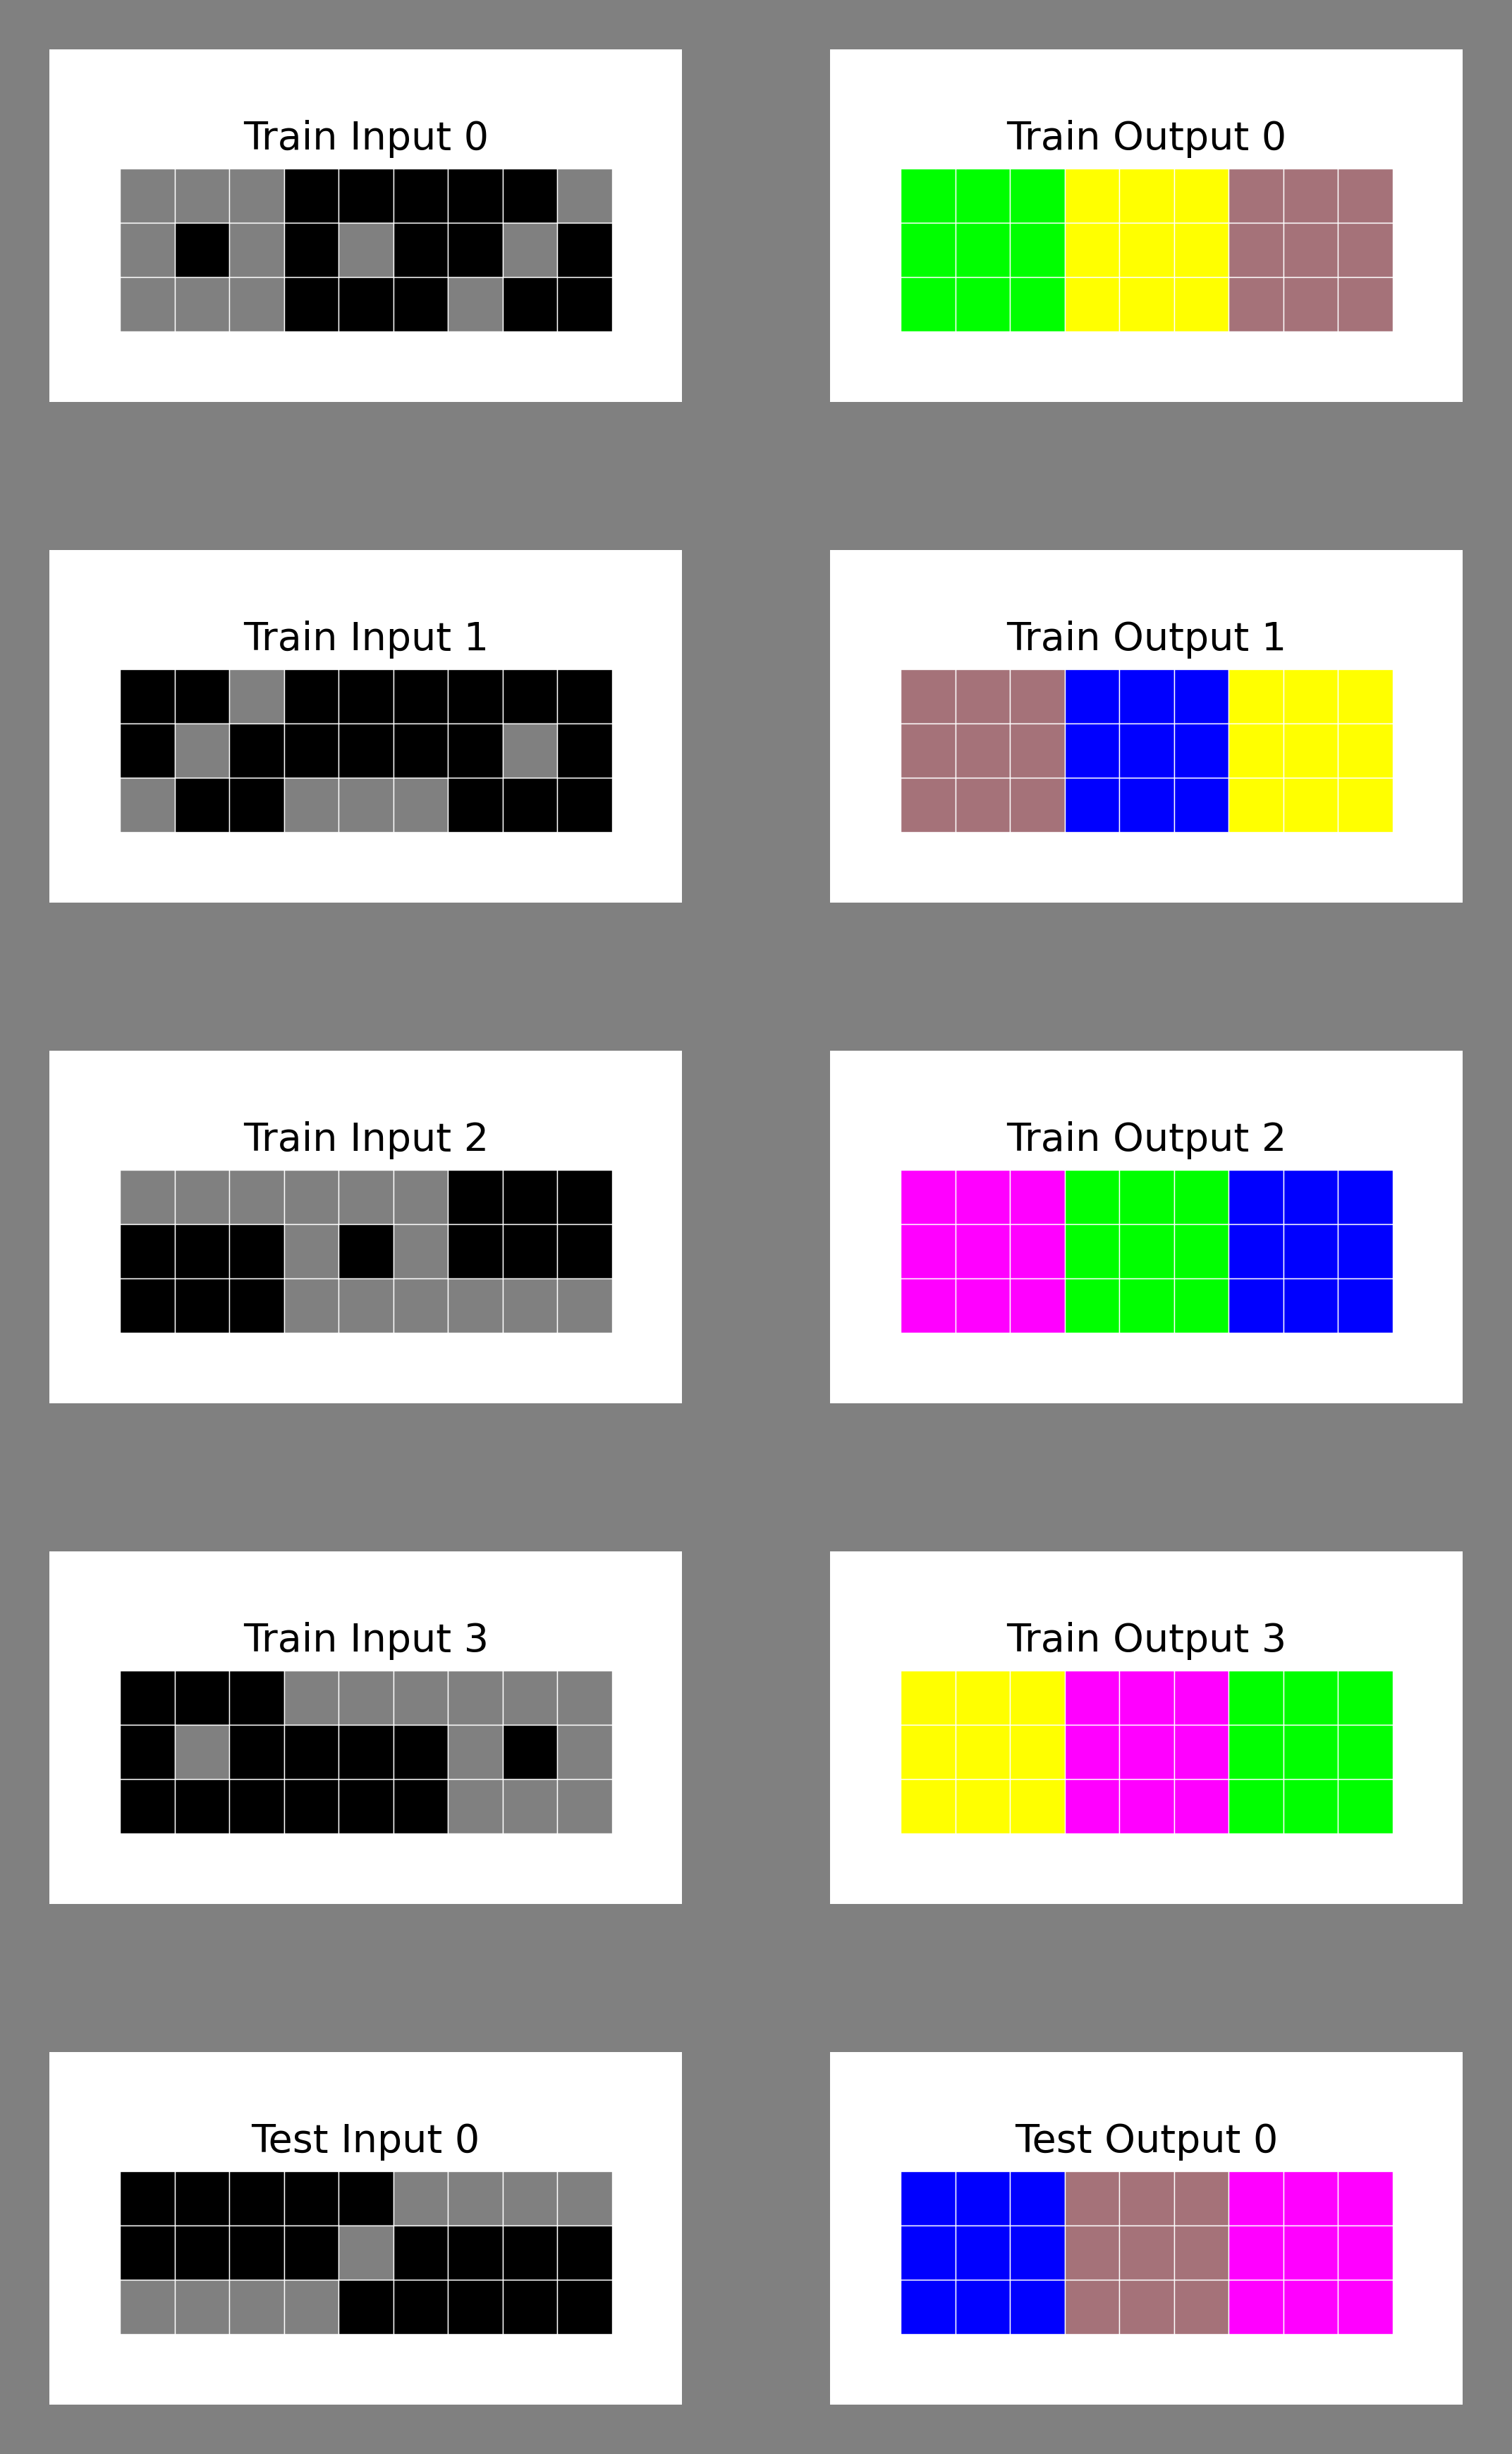 Train Input 0
Train Output 0
Train Input 1
Train Output 1
Train Input 2
Train Output 2
Train Input 3
Train Output 3
Test Input 0
Test Output 0